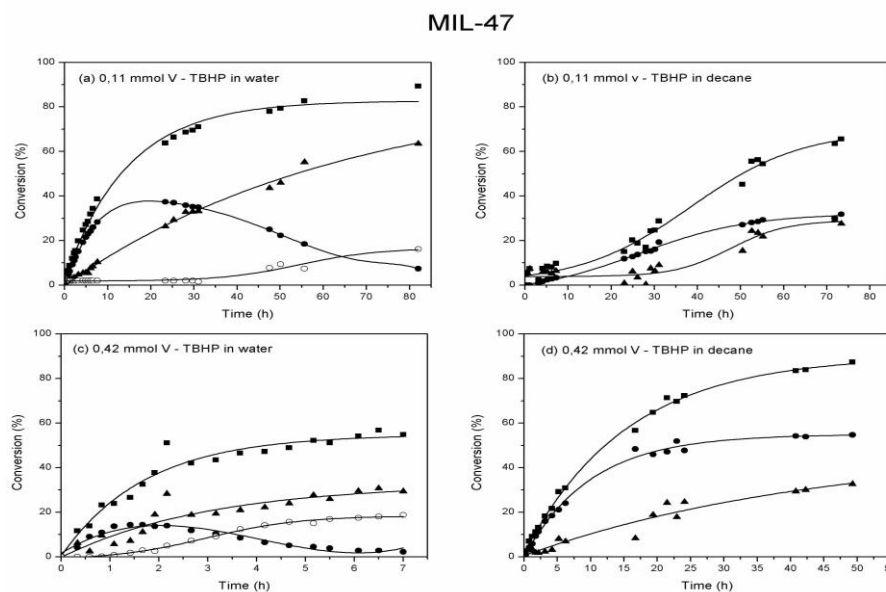 MIL-47
(a) 0,11 mmol V - TBHP in water
(b) 0,11 mmol v - TBHP in decane
Conversion (%)
100
80
60
40
20
0
0 10 20 30 40 50 60 70 80
Time (h)
Conversion (%)
100
80
60
40
20
0
0 10 20 30 40 50 60 70 80
Time (h)
(c) 0,42 mmol V - TBHP in water
(d) 0,42 mmol V - TBHP in decane
Conversion (%)
100
80
60
40
20
0
0 1 2 3 4 5 6 7
Time (h)
Conversion (%)
100
80
60
40
20
0
0 5 10 15 20 25 30 35 40 45 50
Time (h)